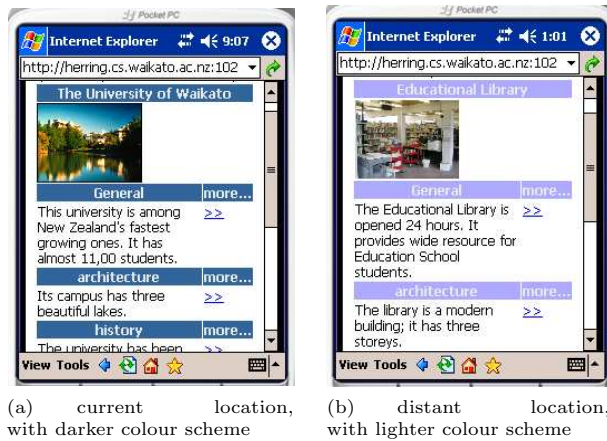 Pocket PC
Internet Explorer 9:07
http://herring.cs.waikato.ac.nz:102
The University of Waikato
General more...
This university is among >>
New Zealand's fastest
growing ones. It has
almost 11,00 students.
architecture more...
Its campus has three >>
beautiful lakes.
history more...
The university has been >>
View Tools
(a) current location,
with darker colour scheme
Pocket PC
Internet Explorer 1:01
http://herring.cs.waikato.ac.nz:102
Educational Library
General more...
The Educational Library is >>
opened 24 hours. It
provides wide resource for
Education School
students.
architecture more...
The library is a modern >>
building; it has three
storeys.
View Tools
(b) distant location,
with lighter colour scheme